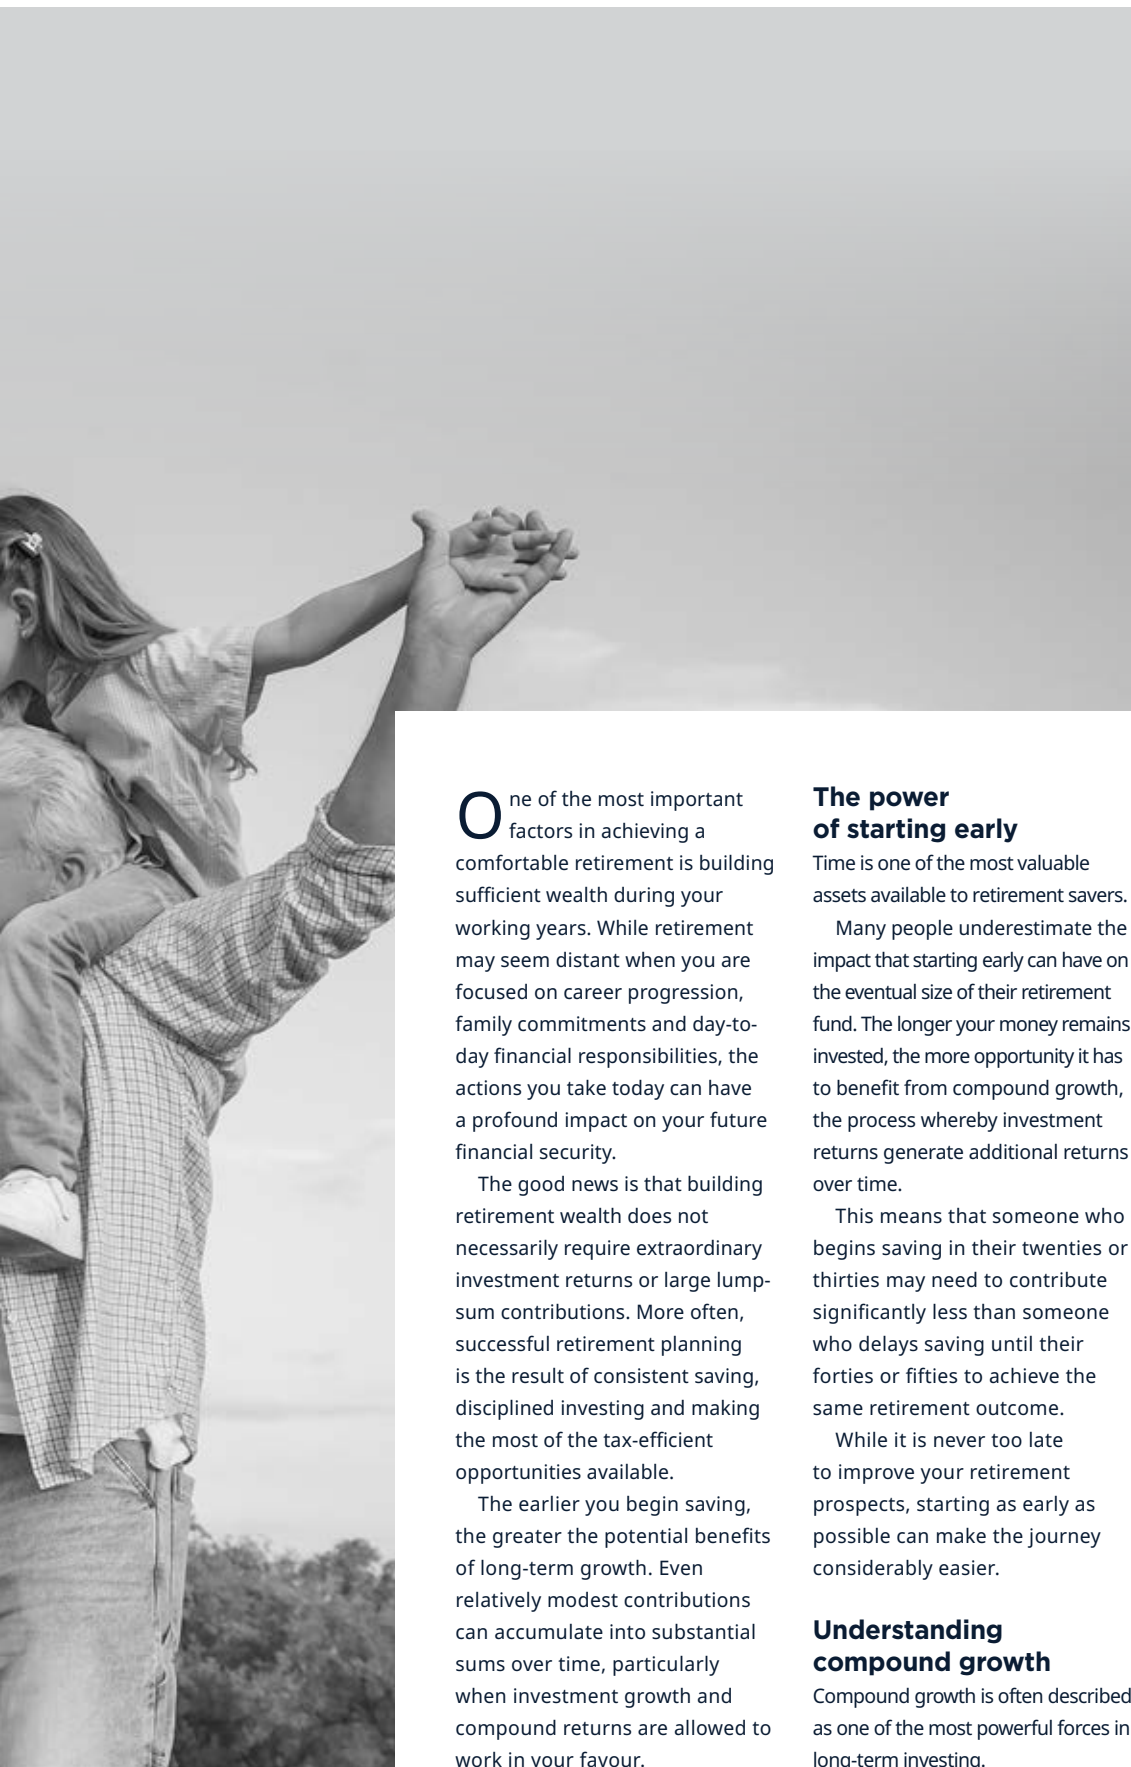 One of the most important
factors in achieving a
comfortable retirement is building
sufficient wealth during your
working years. While retirement
may seem distant when you are
focused on career progression,
family commitments and day-to-
day financial responsibilities, the
actions you take today can have
a profound impact on your future
financial security.
The good news is that building
retirement wealth does not
necessarily require extraordinary
investment returns or large lump-
sum contributions. More often,
successful retirement planning
is the result of consistent saving,
disciplined investing and making
the most of the tax-efficient
opportunities available.
The earlier you begin saving,
the greater the potential benefits
of long-term growth. Even
relatively modest contributions
can accumulate into substantial
sums over time, particularly
when investment growth and
compound returns are allowed to
work in your favour.
The power
of starting early
Time is one of the most valuable
assets available to retirement savers.
Many people underestimate the
impact that starting early can have on
the eventual size of their retirement
fund. The longer your money remains
invested, the more opportunity it has
to benefit from compound growth,
the process whereby investment
returns generate additional returns
over time.
This means that someone who
begins saving in their twenties or
thirties may need to contribute
significantly less than someone
who delays saving until their
forties or fifties to achieve the
same retirement outcome.
While it is never too late
to improve your retirement
prospects, starting as early as
possible can make the journey
considerably easier.
Understanding
compound growth
Compound growth is often described
as one of the most powerful forces in
long-term investing.